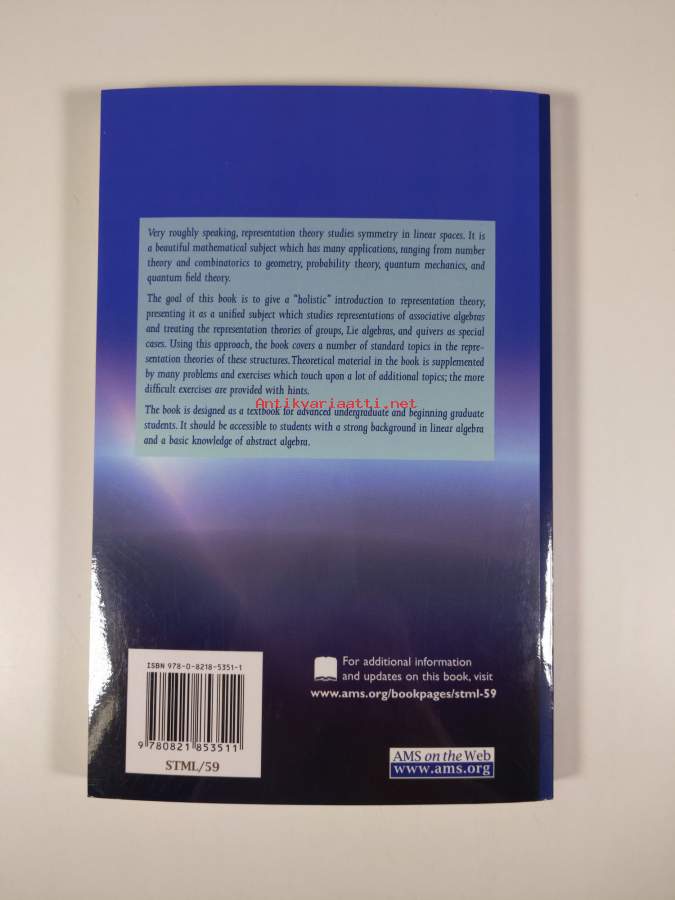 Very roughly speaking, representation theory studies symmetry in linear spaces. It is
a beautiful mathematical subject which has many applications, ranging from number
theory and combinatorics to geometry, probability theory, quantum mechanics, and
quantum field theory.
The goal of this book is to give a “holistic” introduction to representation theory,
presenting it as a unified subject which studies representations of associative algebras
and treating the representation theories of groups, Lie algebras, and quivers as special
cases. Using this approach, the book covers a number of standard topics in the repre-
sentation theories of these structures. Theoretical material in the book is supplemented
by many problems and exercises which touch upon a lot of additional topics; the more
difficult exercises are provided with hints.
Antikvariaatti.net
The book is designed as a textbook for advanced undergraduate and beginning graduate
students. It should be accessible to students with a strong background in linear algebra
and a basic knowledge of abstract algebra.
ISBN 978-0-8218-5351-1
9 780821 853511
STML/59
For additional information
and updates on this book, visit
www.ams.org/bookpages/stml-59
AMS on the Web
www.ams.org